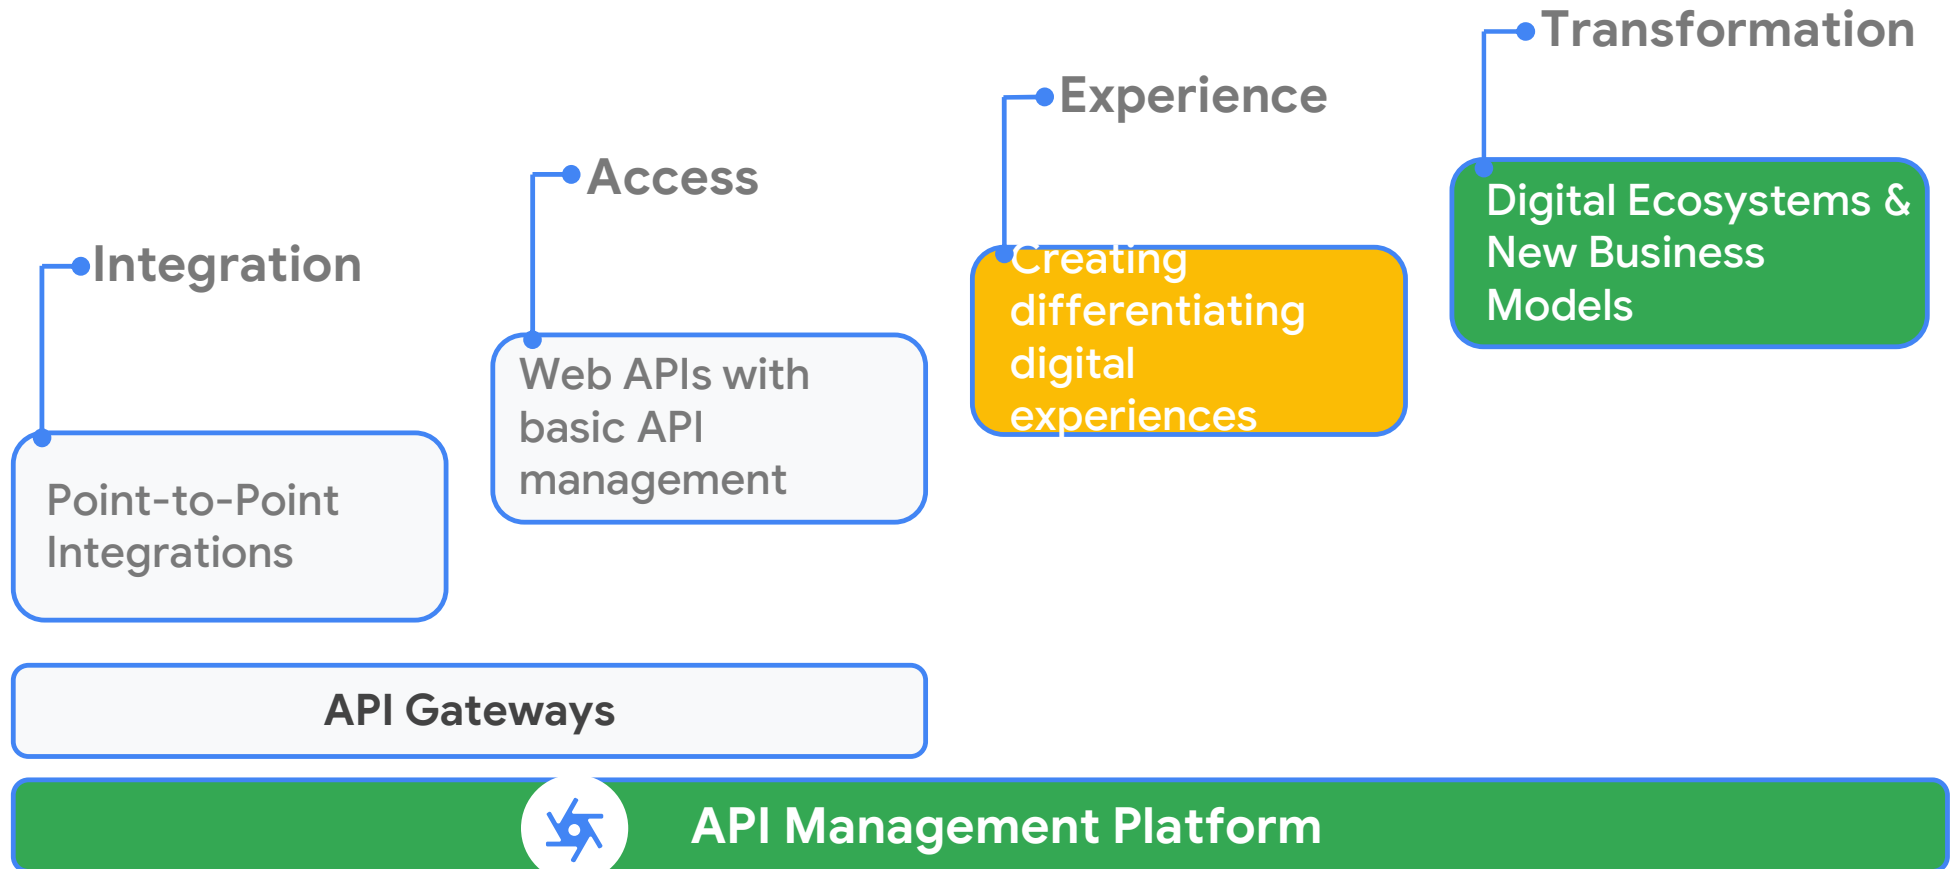 Transformation
Experience
Access
Integration
Digital Ecosystems &
New Business
Models
Creating
differentiating
digital
experiences
Web APIs with
basic API
management
Point-to-Point
Integrations
API Gateways
API Management Platform